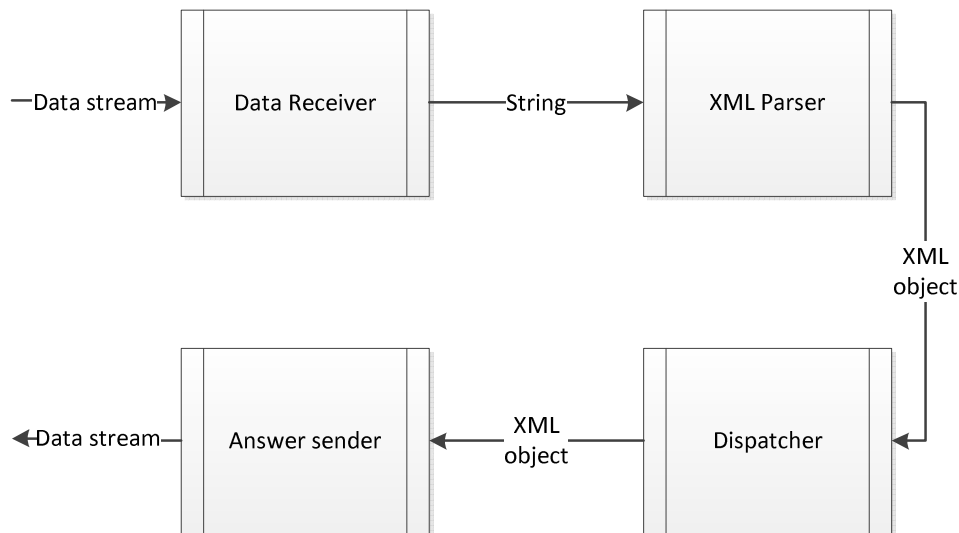 Data stream
Data Receiver
String
XML Parser
XML
object
Data stream
Answer sender
XML
object
Dispatcher